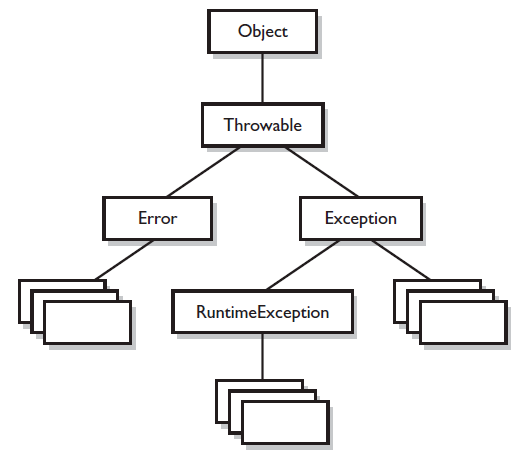 Object
Throwable
Error
Exception
RuntimeException